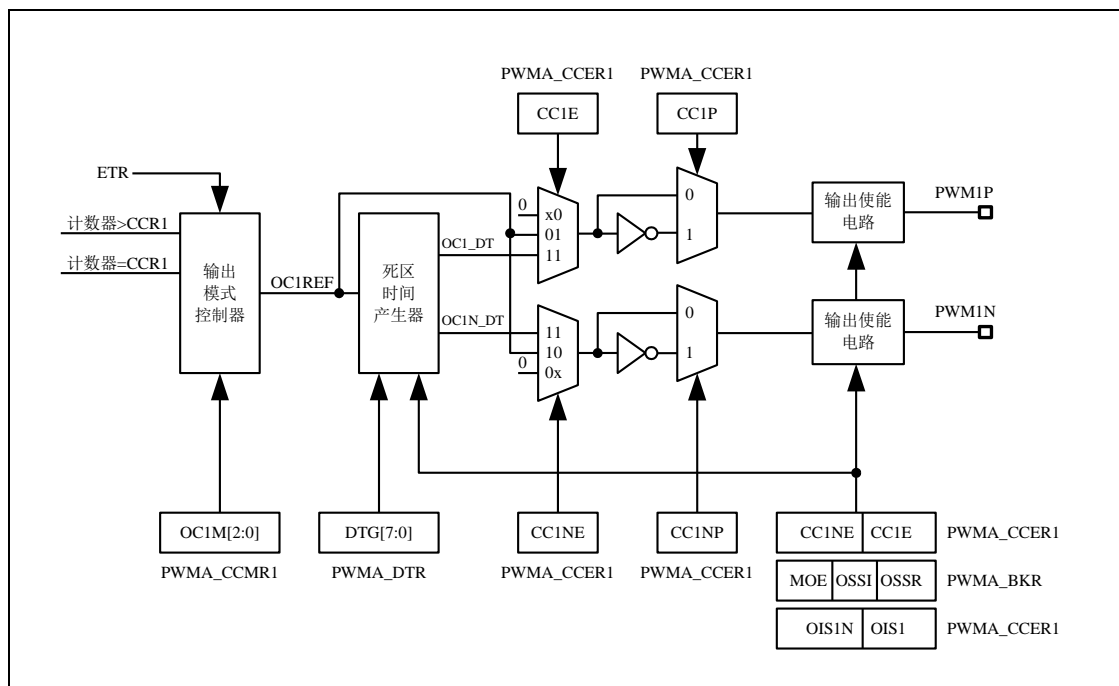 PWMA_CCER1
PWMA_CCER1
CC1E
CC1P
ETR
计数器>CCR1
计数器=CCR1
输出
模式
控制器
OC1REF
死区
时间
产生器
OC1_DT
OC1N_DT
0
x0
01
11
11
10
0x
0
0
1
0
1
输出使能
电路
PWM1P
输出使能
电路
PWM1N
OC1M[2:0]
DTG[7:0]
CC1NE
CC1NP
CC1NE
CC1E
PWMA_CCER1
PWMA_CCMR1
PWMA_DTR
PWMA_CCER1
PWMA_CCER1
MOE
OSSI
OSSR
PWMA_BKR
OIS1N
OIS1
PWMA_CCER1